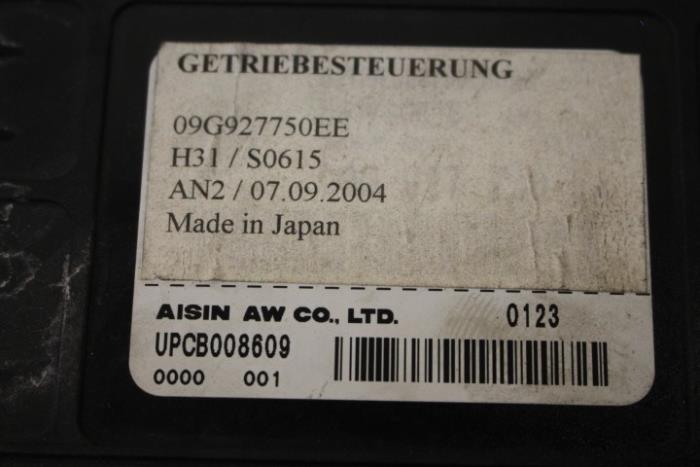 GETRIEBESTEUERUNG
09G927750EE
H31 / S0615
AN2 / 07.09.2004
Made in Japan
AISIN AW CO., LTD. 0123
UPCB008609
0000 001